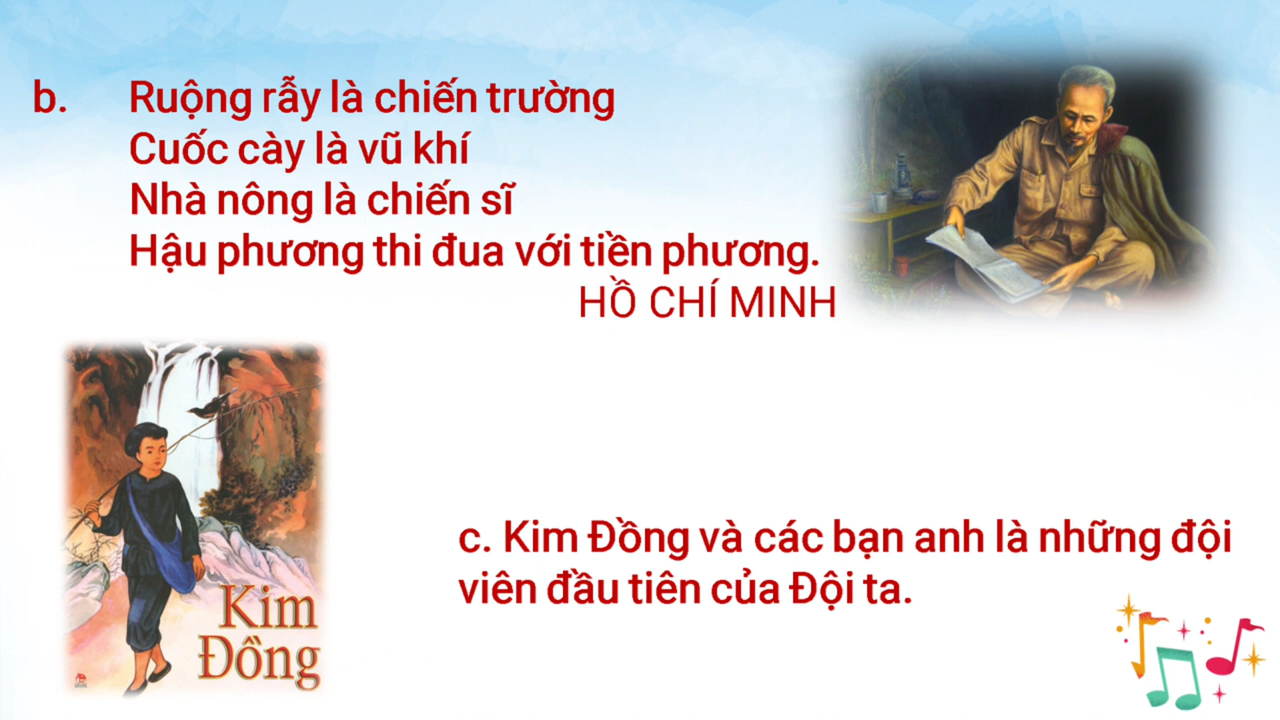 b. Ruộng rẫy là chiến trường
Cuốc cày là vũ khí
Nhà nông là chiến sĩ
Hậu phương thi đua với tiền phương.
HỒ CHÍ MINH
Kim
Đồng
c. Kim Đồng và các bạn anh là những đội
viên đầu tiên của Đội ta.